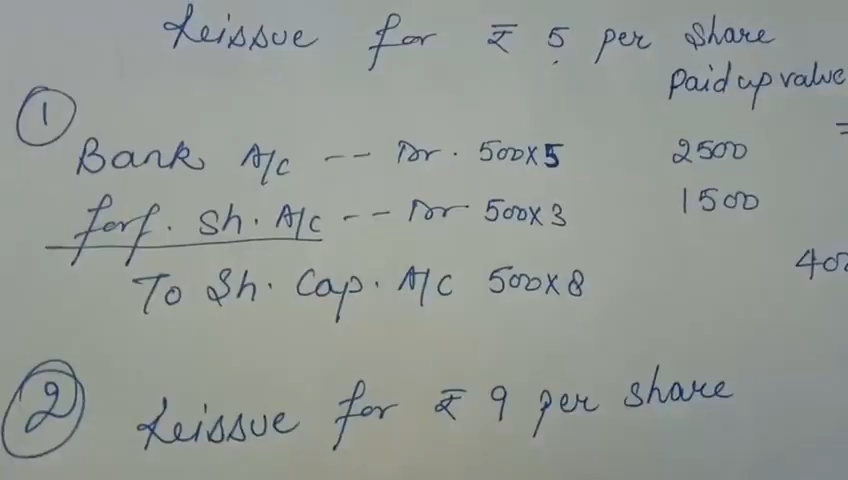 Reissue for ₹ 5 per share
Paid up value
①
Bank A/c -- Dr. 500×5 2500
forf. Sh. A/c -- Dr 500×3 1500
To Sh. Cap. A/c 500×8 400
② Reissue for ₹ 9 per share